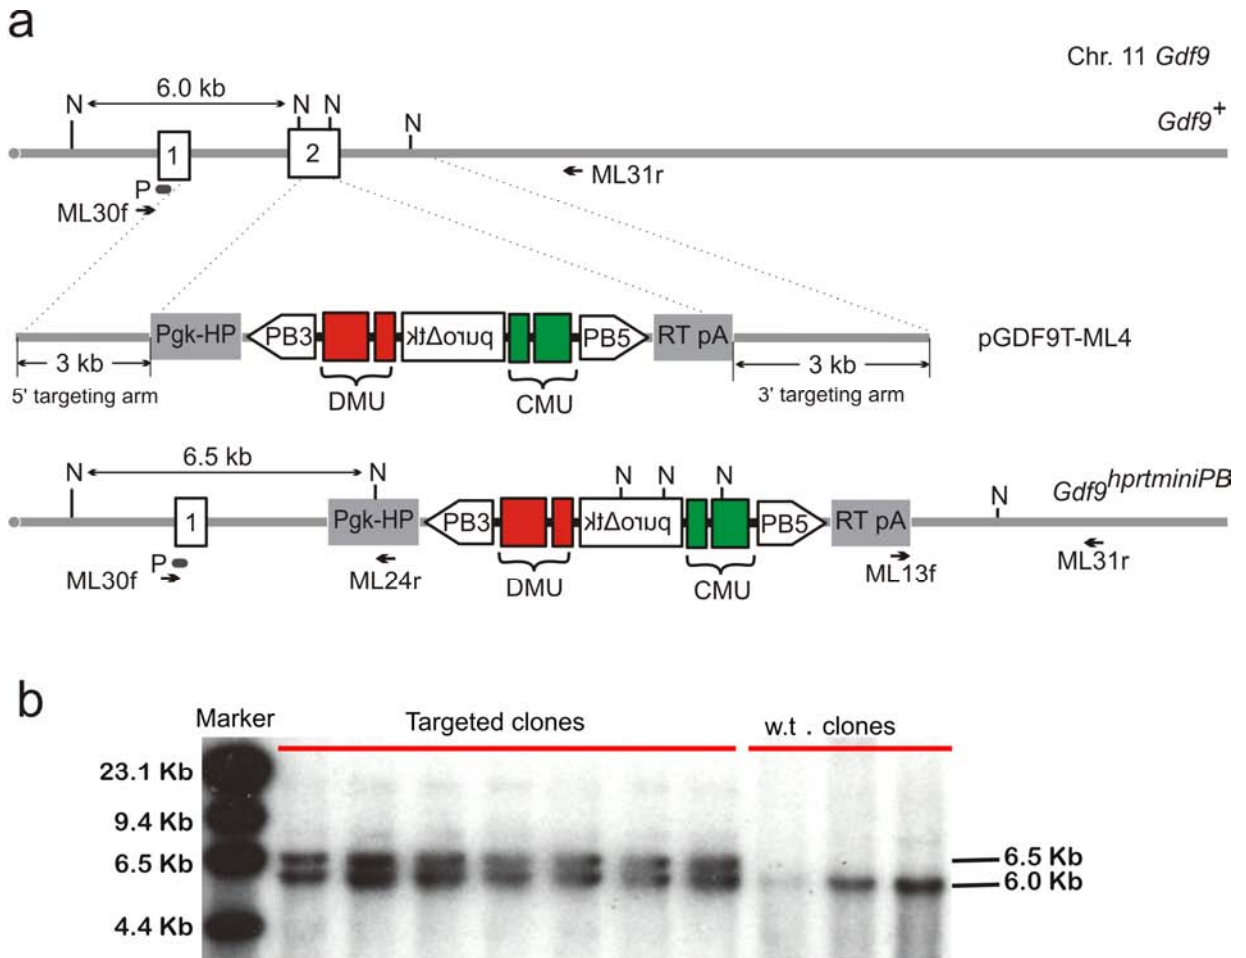 a
Chr. 11 Gdf9
6.0 kb
Gdf9+
N N N N
1 2
P
ML30f
ML31r
Pgk-HP PB3 puroΔtk PB5 RT pA
pGDF9T-ML4
3 kb 3 kb
5' targeting arm DMU CMU 3' targeting arm
6.5 kb
N N N N N N
Gdf9hprtminiPB
1 Pgk-HP PB3 puroΔtk PB5 RT pA
P
ML30f ML24r DMU CMU ML13f ML31r
b
Marker Targeted clones w.t . clones
23.1 Kb
9.4 Kb
6.5 Kb 6.5 Kb
6.0 Kb
4.4 Kb